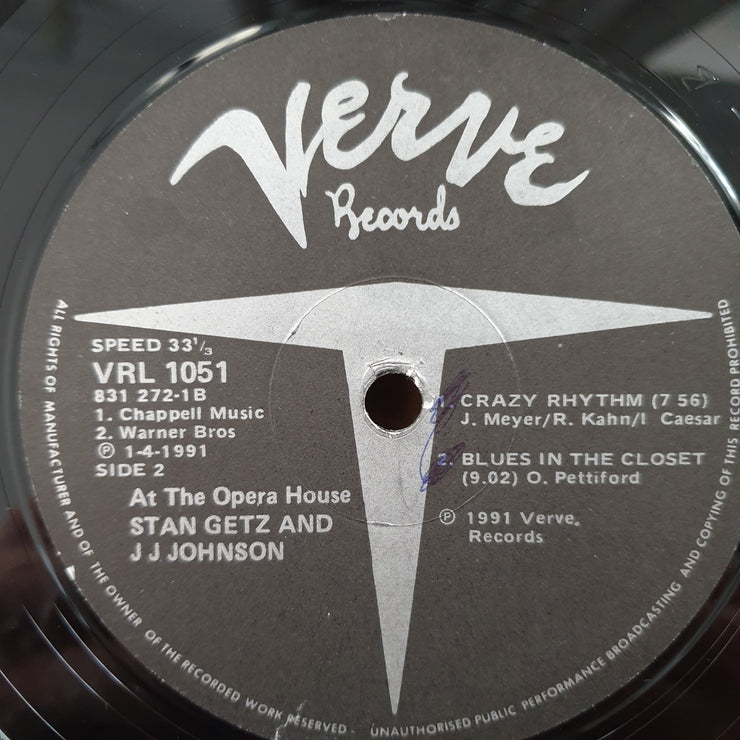 Verve
Records
SPEED 33 1/3
VRL 1051
831 272-1B
1. Chappell Music
2. Warner Bros
℗ 1-4-1991
SIDE 2
At The Opera House
STAN GETZ AND
J J JOHNSON
CRAZY RHYTHM (7 56)
J. Meyer/R. Kahn/I Caesar
2. BLUES IN THE CLOSET
(9.02) O. Pettiford
℗ 1991 Verve.
Records
ALL RIGHTS OF MANUFACTURER AND OF THE OWNER OF THE RECORDED WORK RESERVED - UNAUTHORISED PUBLIC PERFORMANCE BROADCASTING AND COPYING OF THIS RECORD PROHIBITED